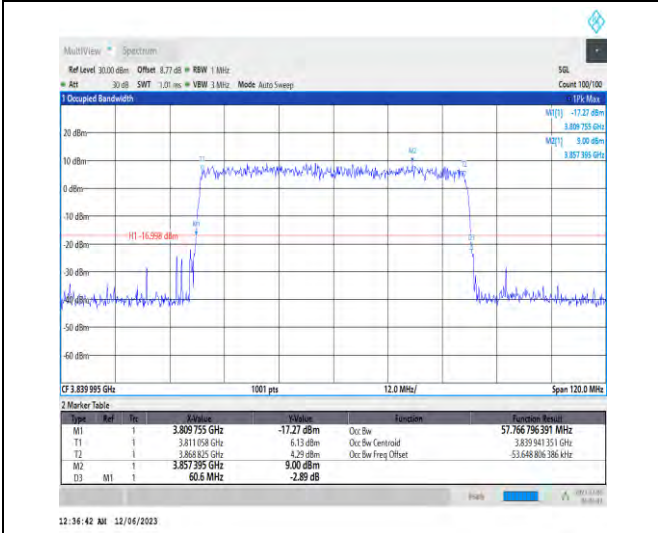 MultiView Spectrum
Ref Level 30.00 dBm Offset 8.77 dB RBW 1 MHz SGL
Att 30 dB SWT 1.01 ms VBW 3 MHz Mode Auto Sweep Count 100/100
1 Occupied Bandwidth 1Pk Max
M1[1] -17.27 dBm
3.809 755 GHz
M2[1] 9.00 dBm
3.857 395 GHz
20 dBm
M2
T1
T2
10 dBm
0 dBm
-10 dBm
M1
H1 -16.998 dBm
D3
-20 dBm
-30 dBm
-40 dBm
-50 dBm
-60 dBm
CF 3.839 995 GHz 1001 pts 12.0 MHz/ Span 120.0 MHz
2 Marker Table
Type Ref Trc X-Value Y-Value Function Function Result
M1 1 3.809 755 GHz -17.27 dBm Occ Bw 57.766 796 391 MHz
T1 1 3.811 058 GHz 6.13 dBm Occ Bw Centroid 3.839 941 351 GHz
T2 1 3.868 825 GHz 4.29 dBm Occ Bw Freq Offset -53.648 806 386 kHz
M2 1 3.857 395 GHz 9.00 dBm
D3 M1 1 60.6 MHz -2.89 dB
12:36:42 AM 12/06/2023